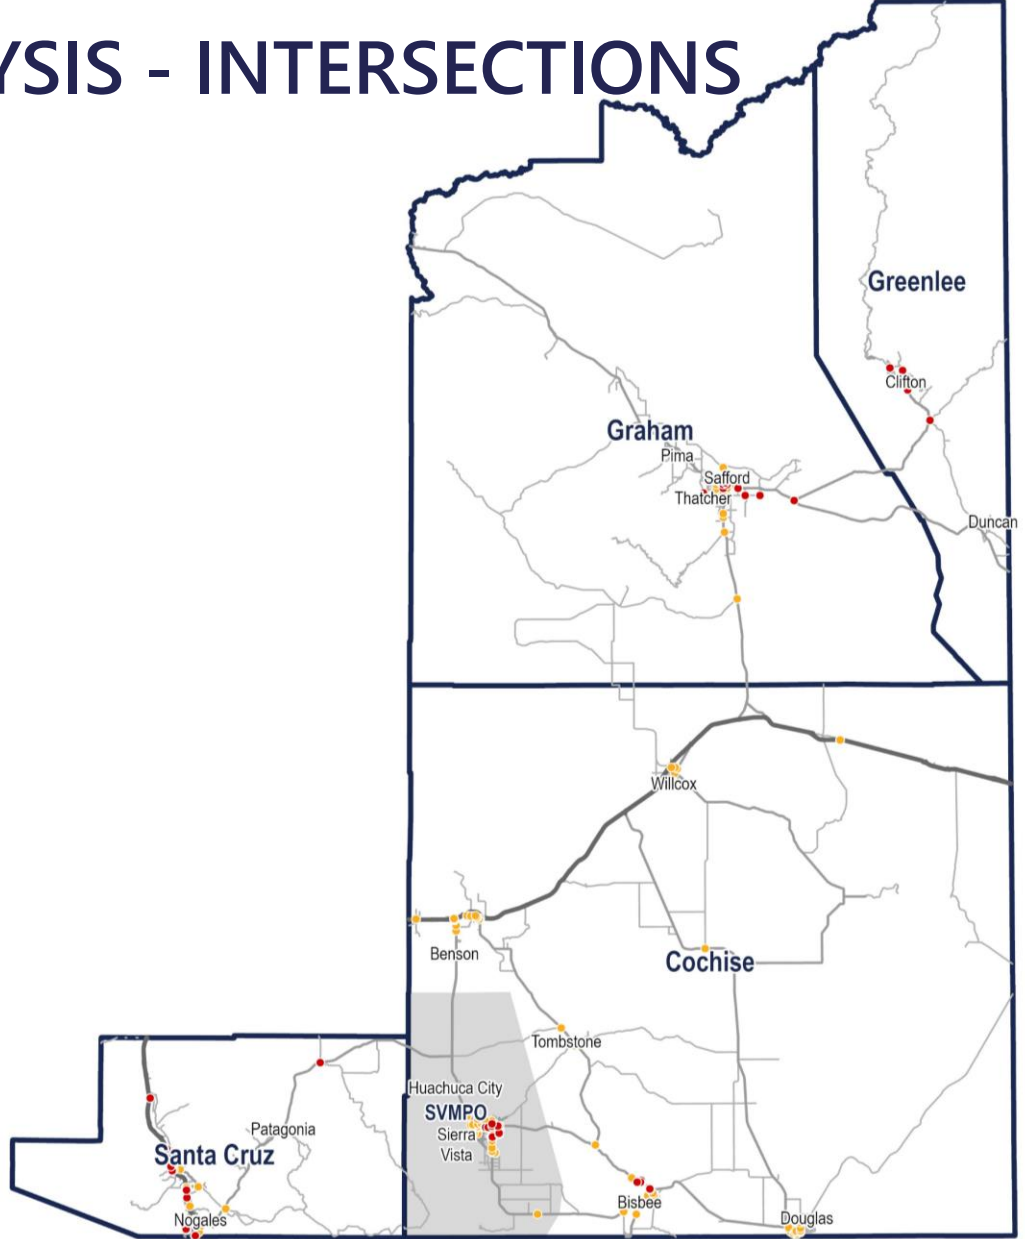 YSIS - INTERSECTIONS
Greenlee
Clifton
Graham
Pima
Safford
Thatcher
Duncan
Willcox
Benson
Cochise
Tombstone
Huachuca City
SVMPO
Sierra
Vista
Patagonia
Santa Cruz
Nogales
Bisbee
Douglas